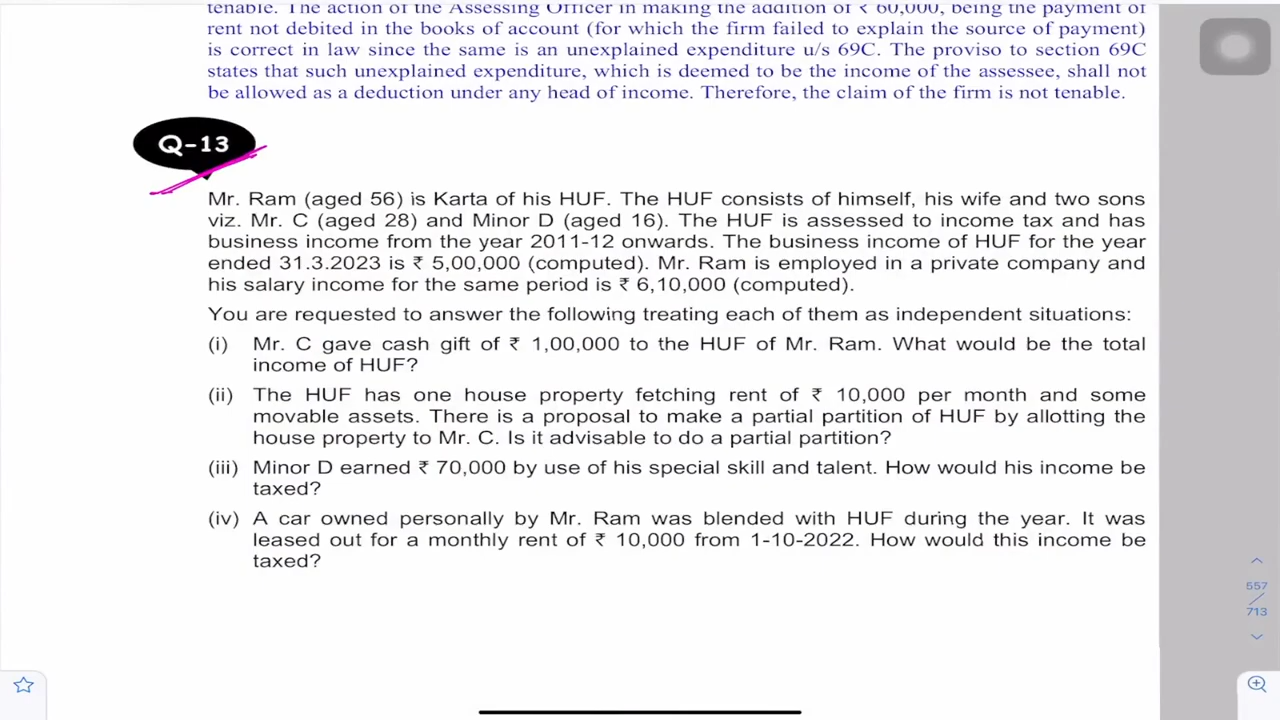 tenable. The action of the Assessing Officer in making the addition of ₹ 60,000, being the payment of
rent not debited in the books of account (for which the firm failed to explain the source of payment)
is correct in law since the same is an unexplained expenditure u/s 69C. The proviso to section 69C
states that such unexplained expenditure, which is deemed to be the income of the assessee, shall not
be allowed as a deduction under any head of income. Therefore, the claim of the firm is not tenable.
Q-13
Mr. Ram (aged 56) is Karta of his HUF. The HUF consists of himself, his wife and two sons
viz. Mr. C (aged 28) and Minor D (aged 16). The HUF is assessed to income tax and has
business income from the year 2011-12 onwards. The business income of HUF for the year
ended 31.3.2023 is ₹ 5,00,000 (computed). Mr. Ram is employed in a private company and
his salary income for the same period is ₹ 6,10,000 (computed).
You are requested to answer the following treating each of them as independent situations:
(i) Mr. C gave cash gift of ₹ 1,00,000 to the HUF of Mr. Ram. What would be the total
income of HUF?
(ii) The HUF has one house property fetching rent of ₹ 10,000 per month and some
movable assets. There is a proposal to make a partial partition of HUF by allotting the
house property to Mr. C. Is it advisable to do a partial partition?
(iii) Minor D earned ₹ 70,000 by use of his special skill and talent. How would his income be
taxed?
(iv) A car owned personally by Mr. Ram was blended with HUF during the year. It was
leased out for a monthly rent of ₹ 10,000 from 1-10-2022. How would this income be
taxed?
557
713